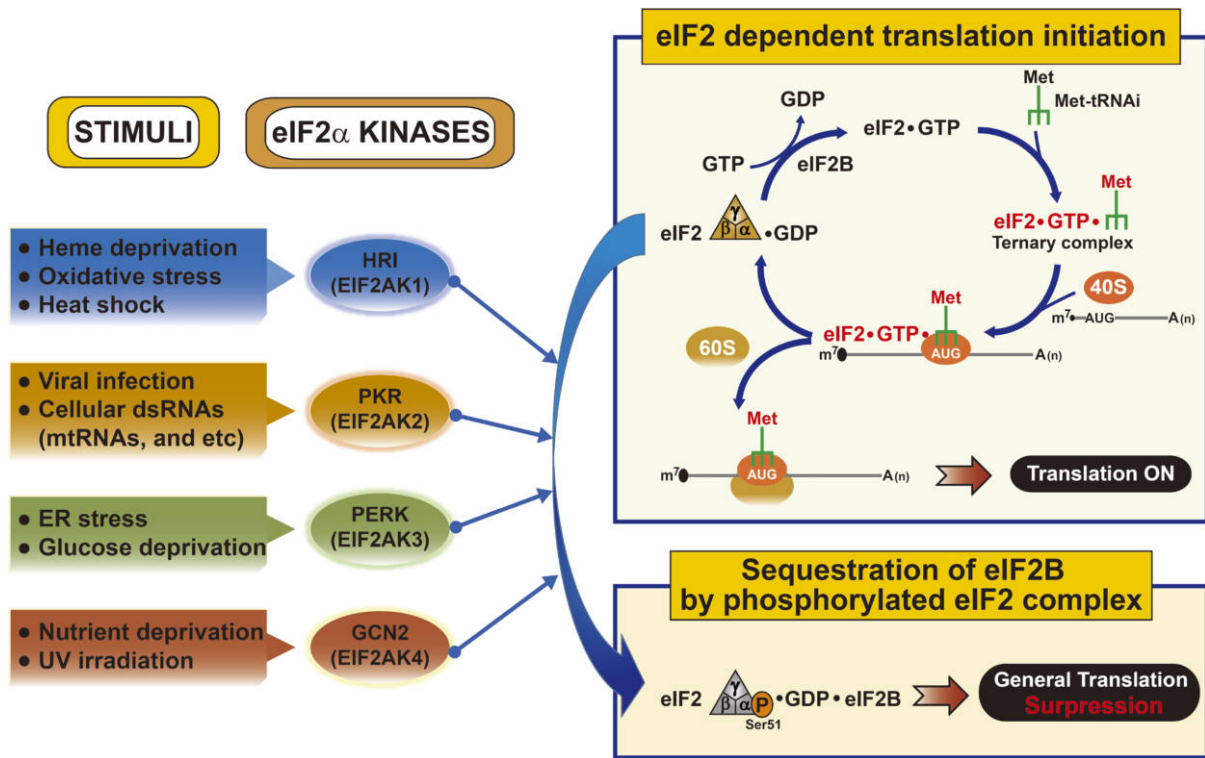 STIMULI
eIF2α KINASES
● Heme deprivation
● Oxidative stress
● Heat shock
HRI
(EIF2AK1)
● Viral infection
● Cellular dsRNAs
(mtRNAs, and etc)
PKR
(EIF2AK2)
● ER stress
● Glucose deprivation
PERK
(EIF2AK3)
● Nutrient deprivation
● UV irradiation
GCN2
(EIF2AK4)
eIF2 dependent translation initiation
GDP
GTP
eIF2B
eIF2•GTP
Met
Met-tRNAi
eIF2
γ
β α
•GDP
Met
eIF2•GTP•
Ternary complex
40S
m⁷ AUG A(n)
Met
eIF2•GTP•
m⁷ AUG A(n)
60S
Met
m⁷ AUG A(n)
Translation ON
Sequestration of eIF2B
by phosphorylated eIF2 complex
eIF2
γ
β α P
Ser51
•GDP•eIF2B
General Translation
Surpression